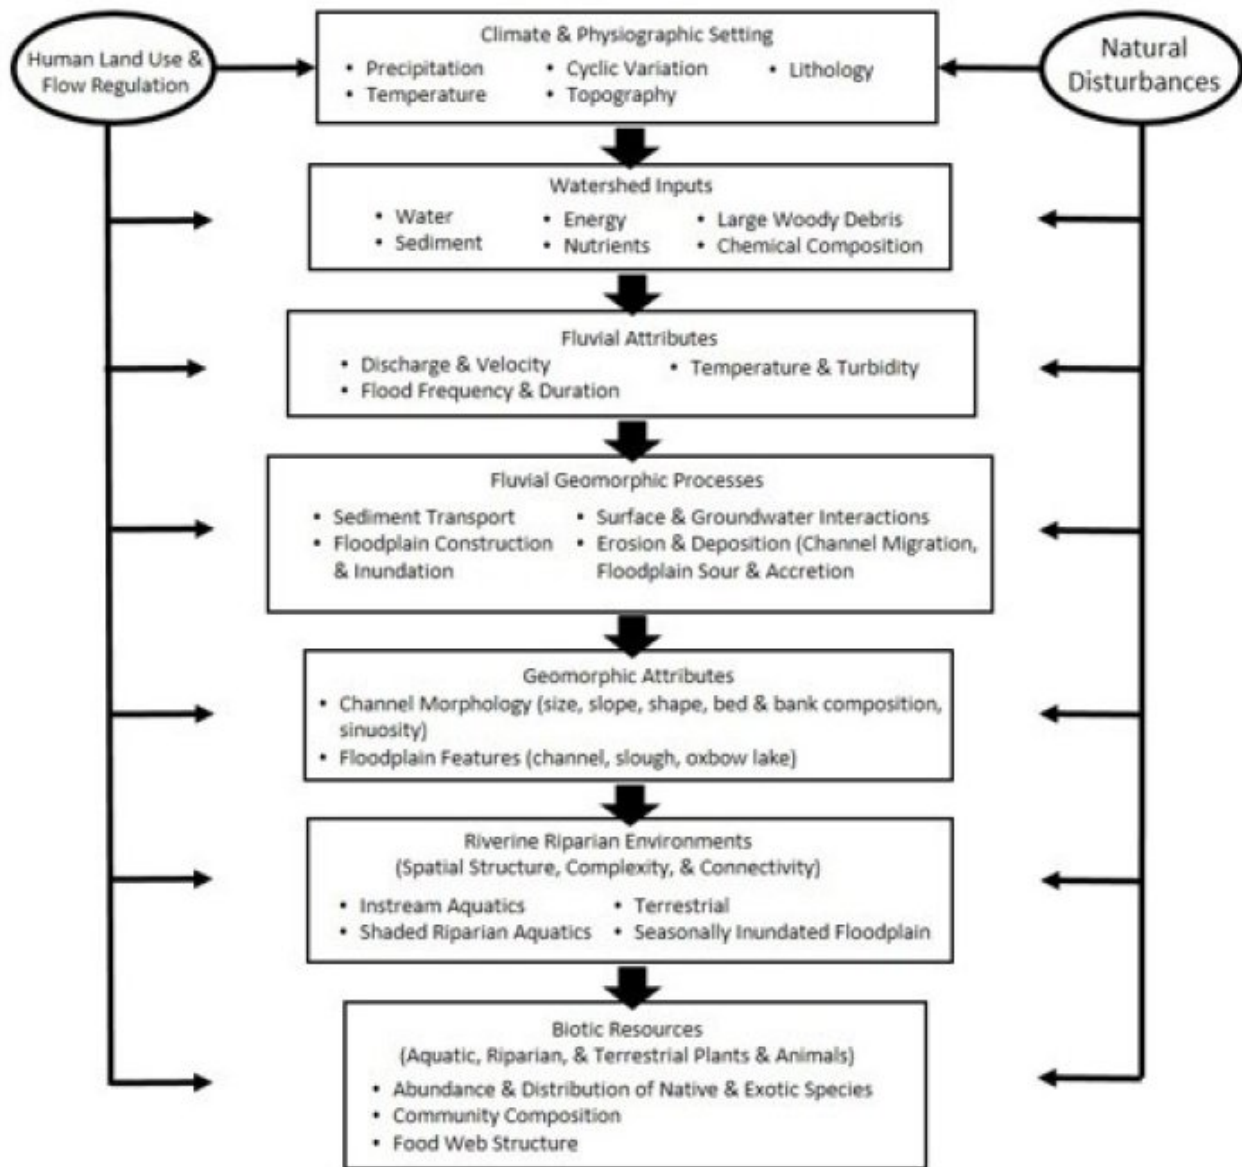 Human Land Use &
Flow Regulation
Climate & Physiographic Setting
• Precipitation • Cyclic Variation • Lithology
• Temperature • Topography
Natural
Disturbances
Watershed Inputs
• Water • Energy • Large Woody Debris
• Sediment • Nutrients • Chemical Composition
Fluvial Attributes
• Discharge & Velocity • Temperature & Turbidity
• Flood Frequency & Duration
Fluvial Geomorphic Processes
• Sediment Transport • Surface & Groundwater Interactions
• Floodplain Construction • Erosion & Deposition (Channel Migration,
& Inundation Floodplain Sour & Accretion
Geomorphic Attributes
• Channel Morphology (size, slope, shape, bed & bank composition,
sinuosity)
• Floodplain Features (channel, slough, oxbow lake)
Riverine Riparian Environments
(Spatial Structure, Complexity, & Connectivity)
• Instream Aquatics • Terrestrial
• Shaded Riparian Aquatics • Seasonally Inundated Floodplain
Biotic Resources
(Aquatic, Riparian, & Terrestrial Plants & Animals)
• Abundance & Distribution of Native & Exotic Species
• Community Composition
• Food Web Structure